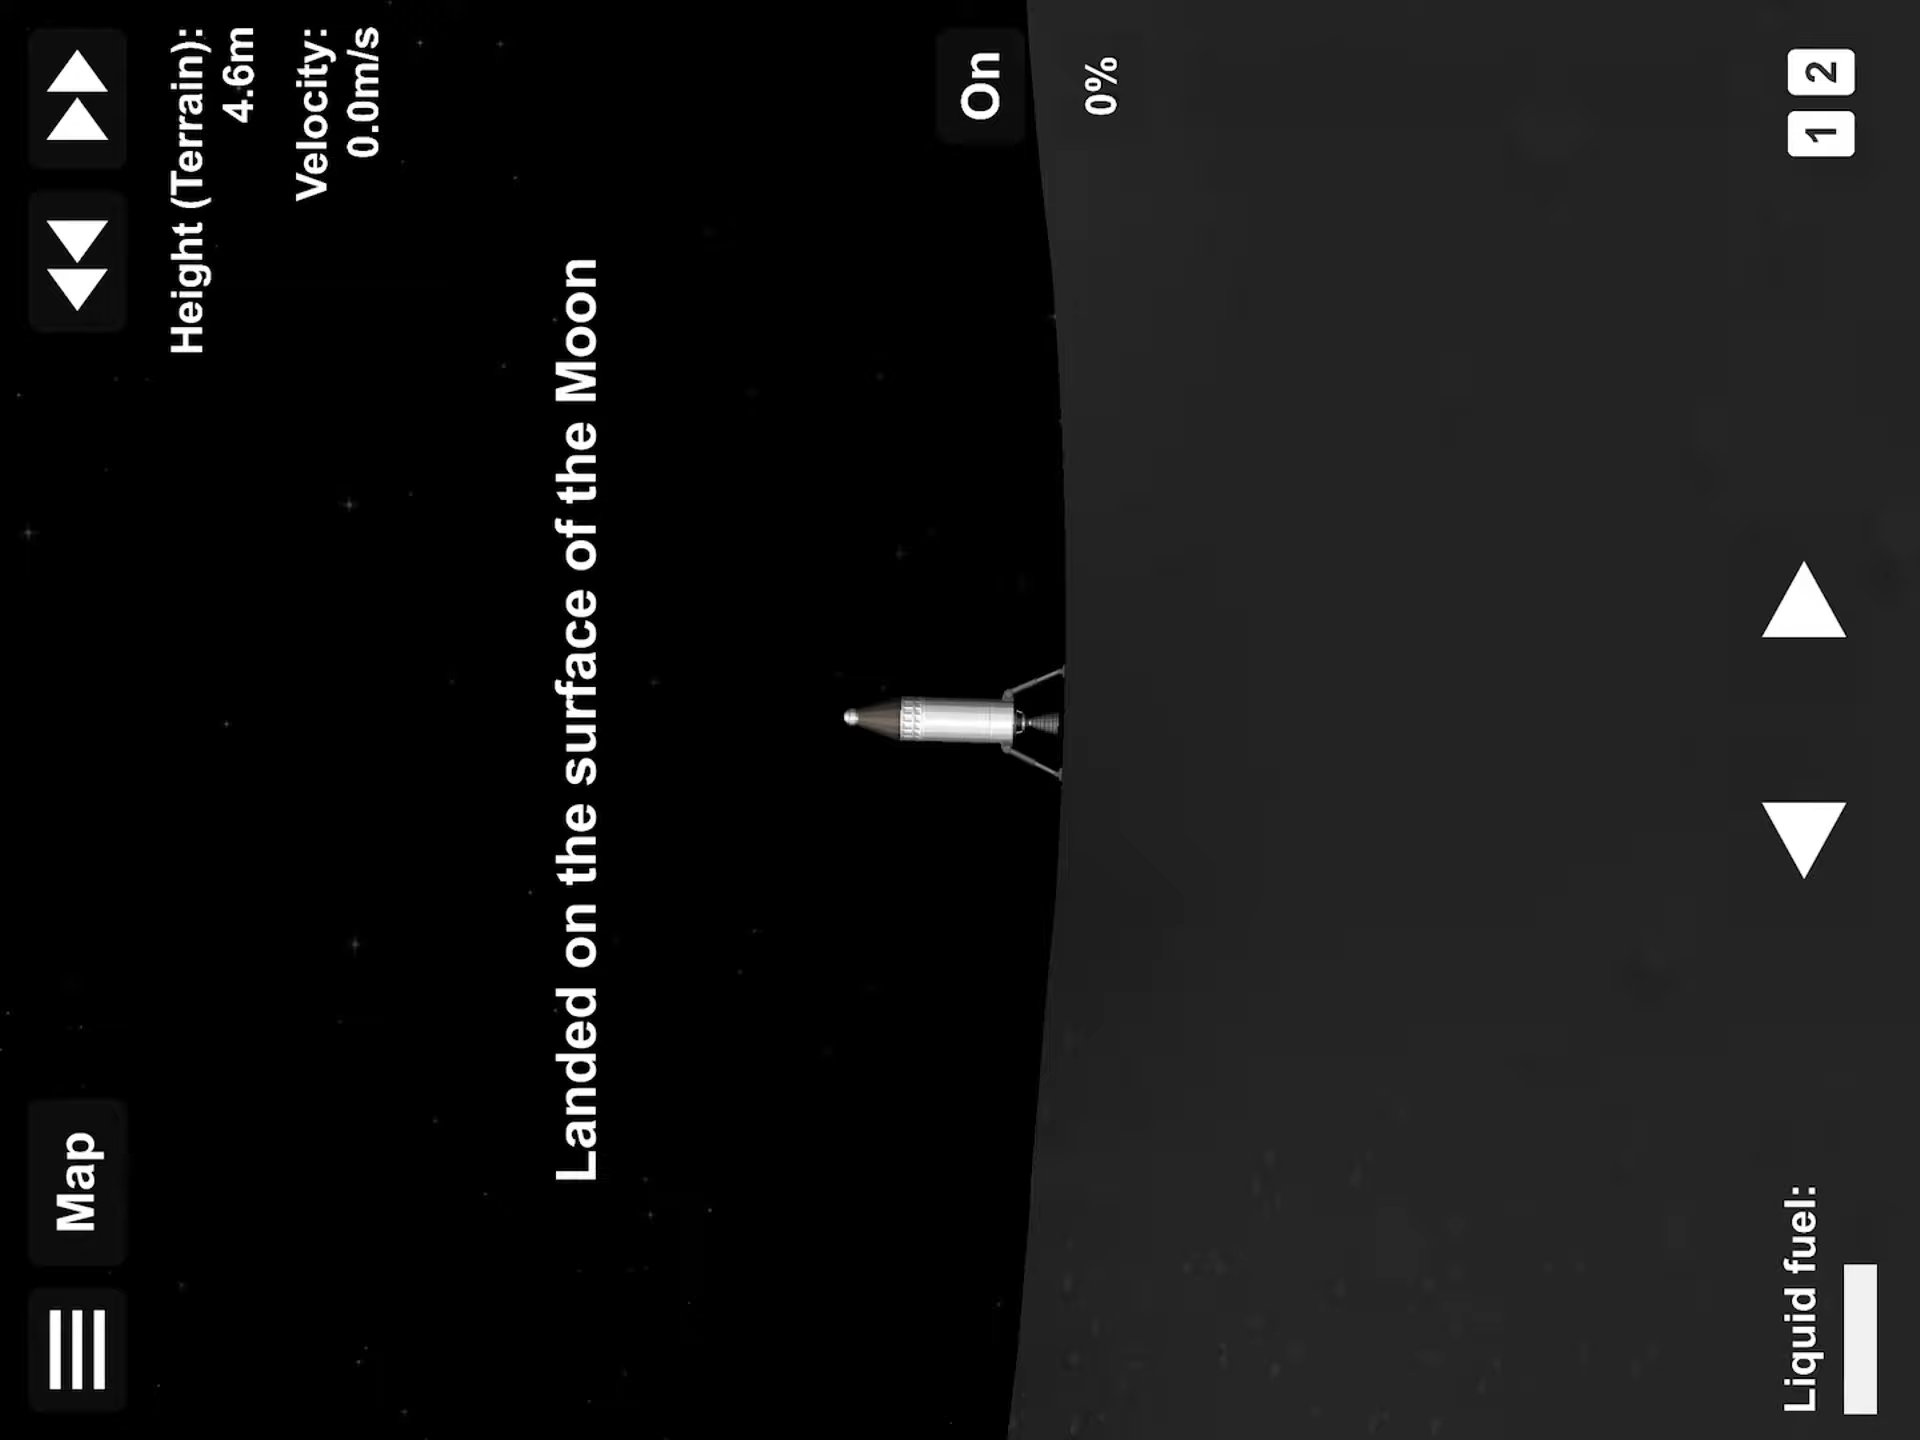 Map
Height (Terrain):
4.6m
Velocity:
0.0m/s
Landed on the surface of the Moon
On
0%
Liquid fuel:
1 2